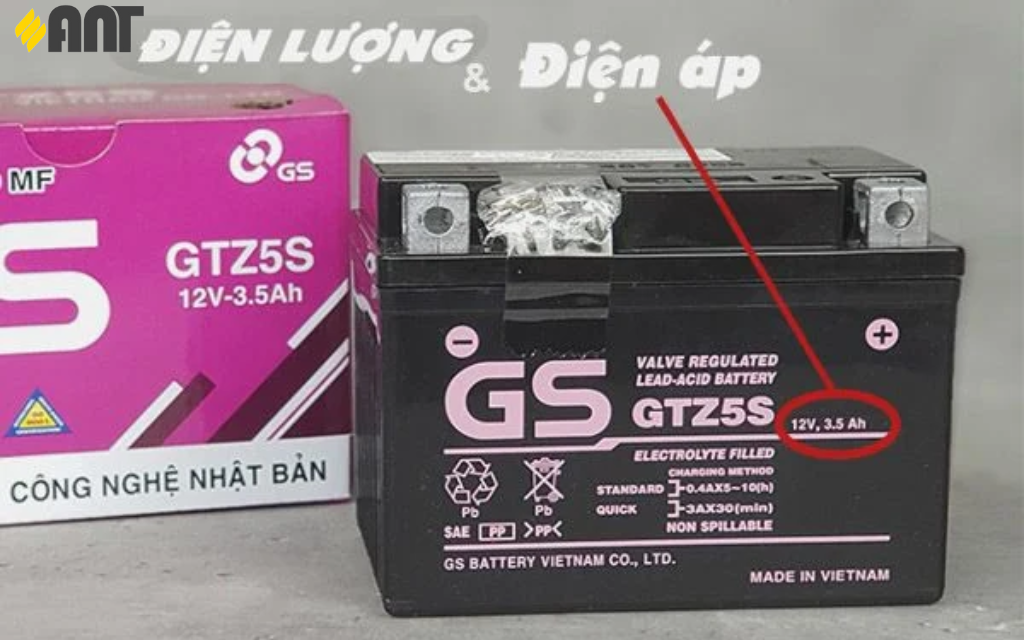 ANT
ĐIỆN LƯỢNG
& Điện áp
MF
GS
GTZ5S
12V-3.5Ah
S
CÔNG NGHỆ NHẬT BẢN
GS
VALVE REGULATED
LEAD-ACID BATTERY
GTZ5S
12V, 3.5 Ah
ELECTROLYTE FILLED
CHARGING METHOD
STANDARD 0.4AX5~10(h)
QUICK 3AX30(min)
NON SPILLABLE
Pb
Pb
SAE PP >PP<
GS BATTERY VIETNAM CO., LTD.
MADE IN VIETNAM